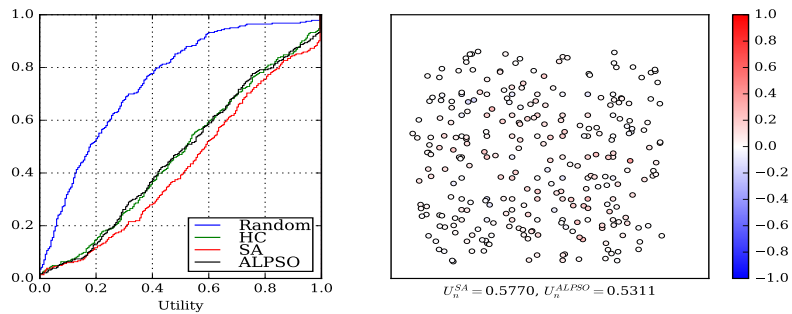 1.0
0.8
0.6
0.4
0.2
0.0
0.0 0.2 0.4 0.6 0.8 1.0
Utility
Random
HC
SA
ALPSO
U_n^{SA} = 0.5770, U_n^{ALPSO} = 0.5311
1.0
0.8
0.6
0.4
0.2
0.0
−0.2
−0.4
−0.6
−0.8
−1.0